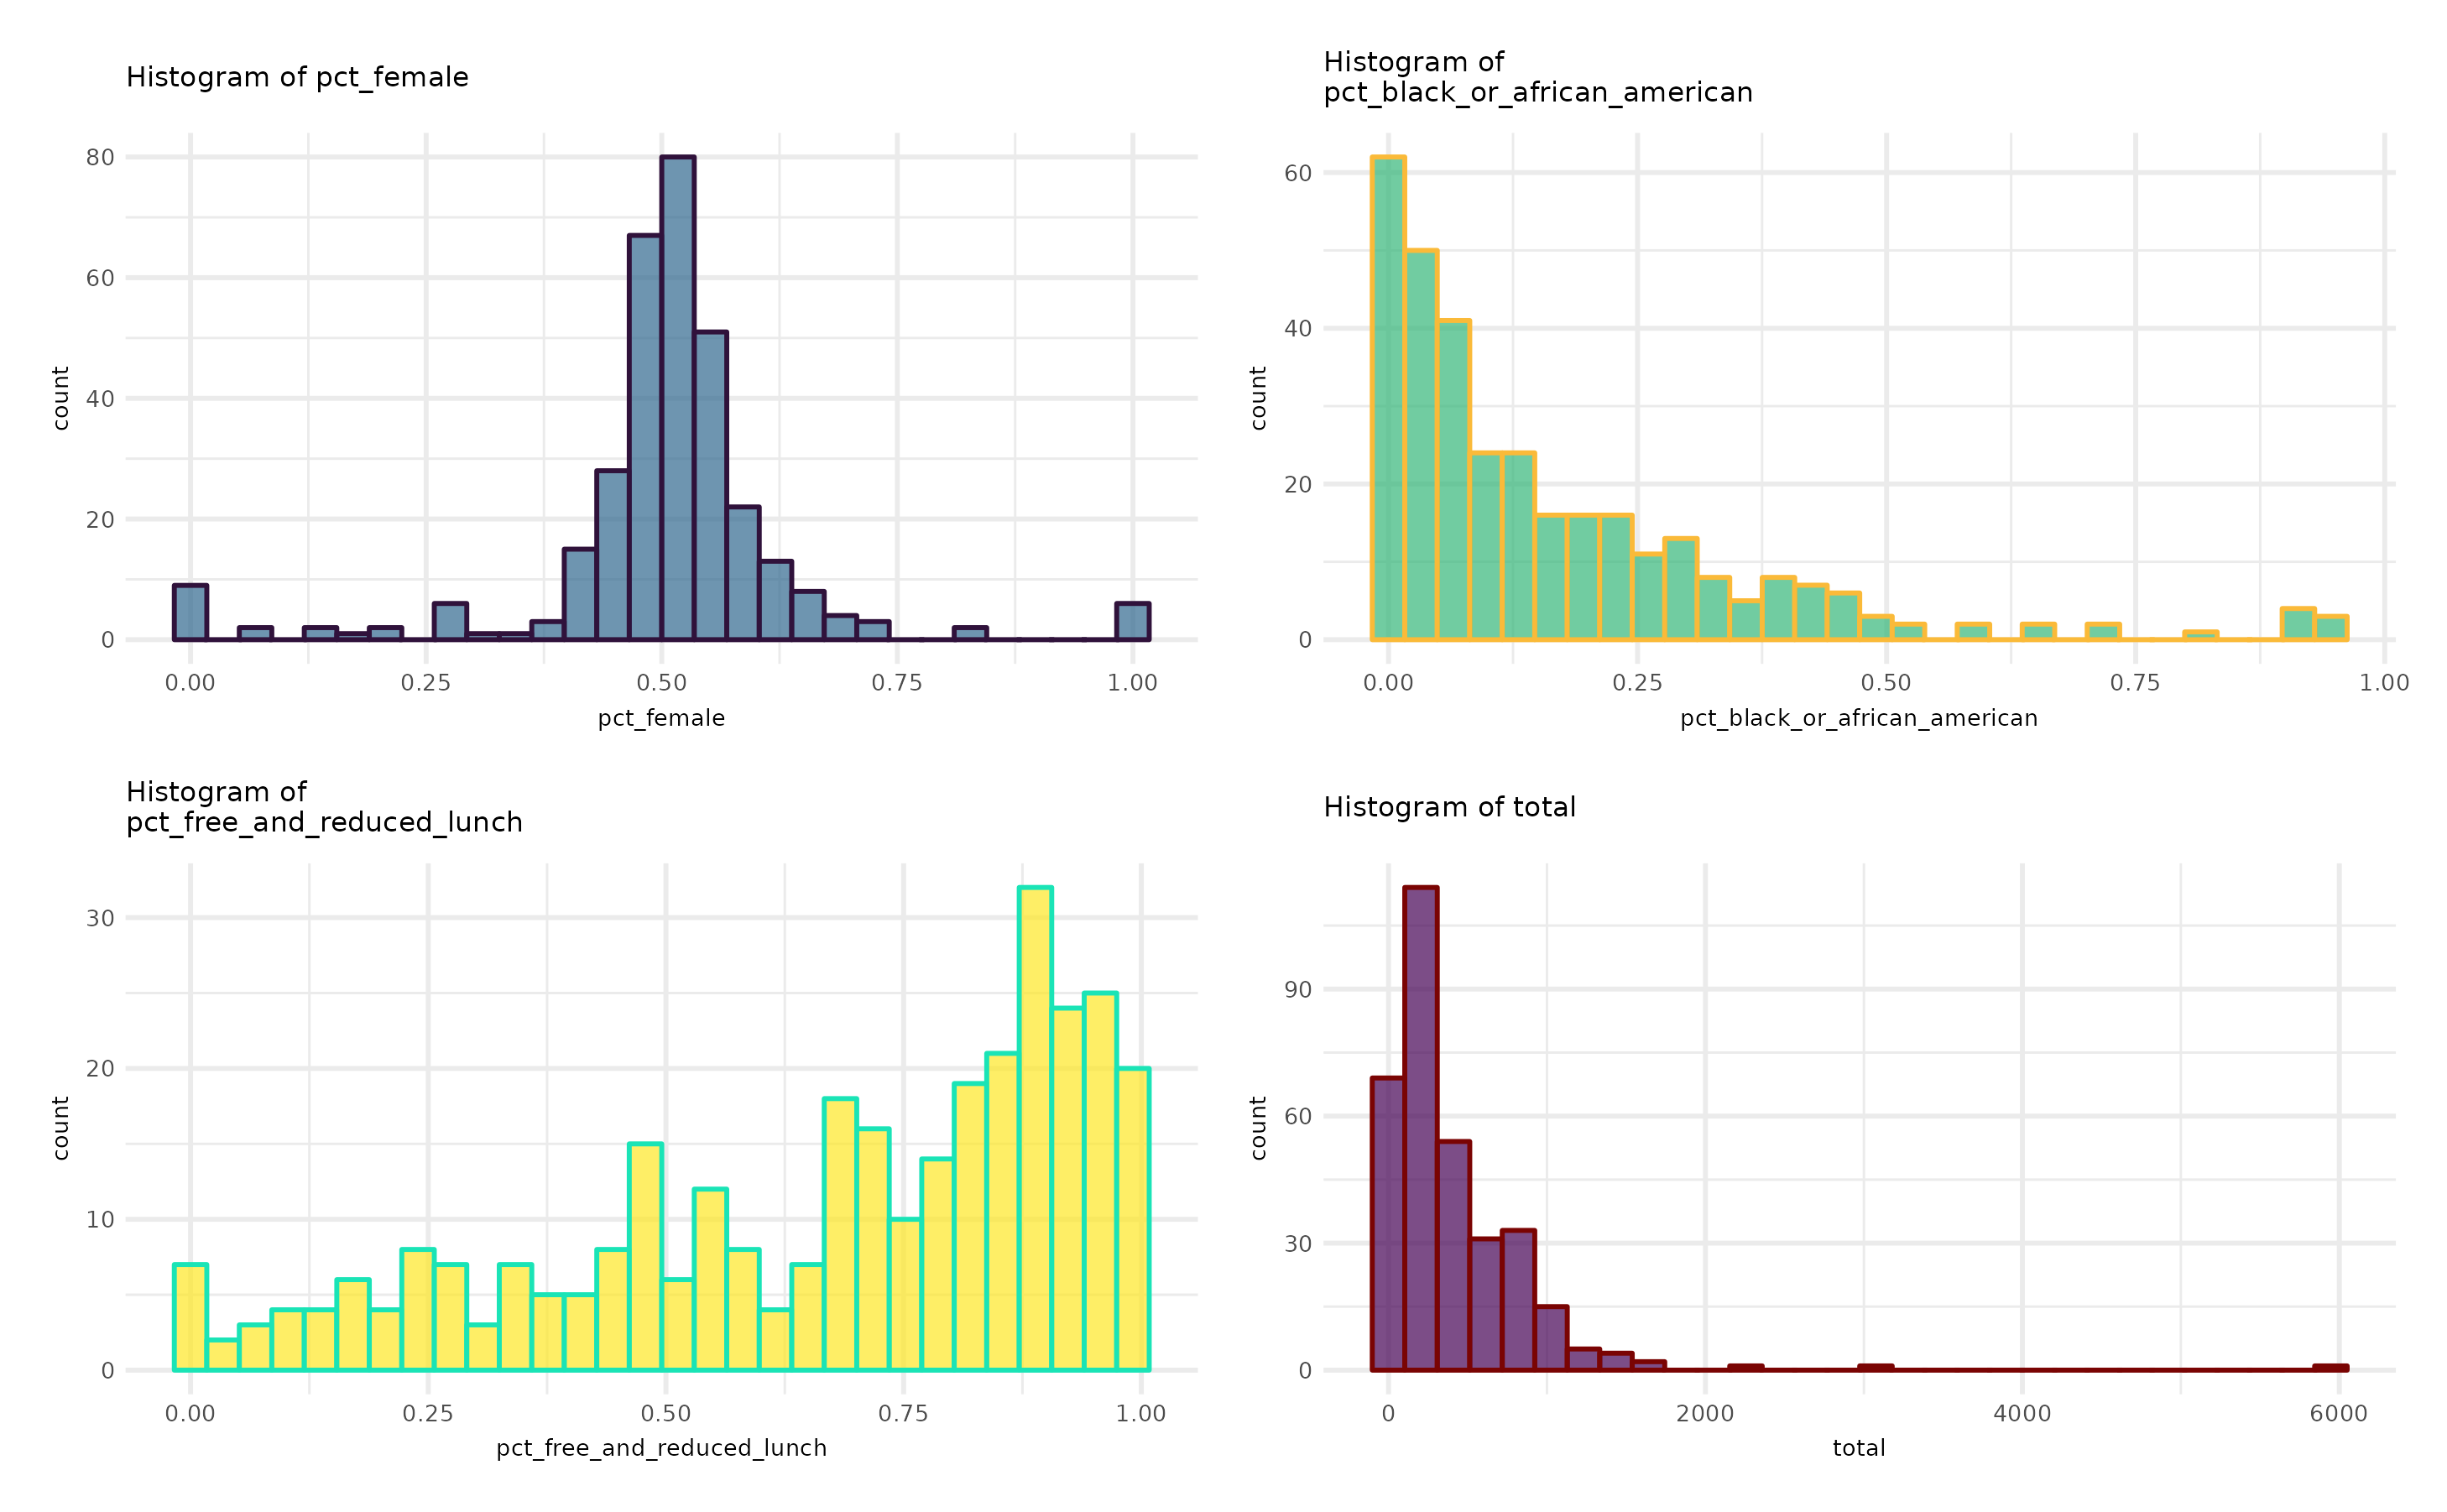 Histogram of pct_female
count
80
60
40
20
0
0.00 0.25 0.50 0.75 1.00
pct_female
Histogram of
pct_black_or_african_american
count
60
40
20
0
0.00 0.25 0.50 0.75 1.00
pct_black_or_african_american
Histogram of
pct_free_and_reduced_lunch
count
30
20
10
0
0.00 0.25 0.50 0.75 1.00
pct_free_and_reduced_lunch
Histogram of total
count
90
60
30
0
0 2000 4000 6000
total